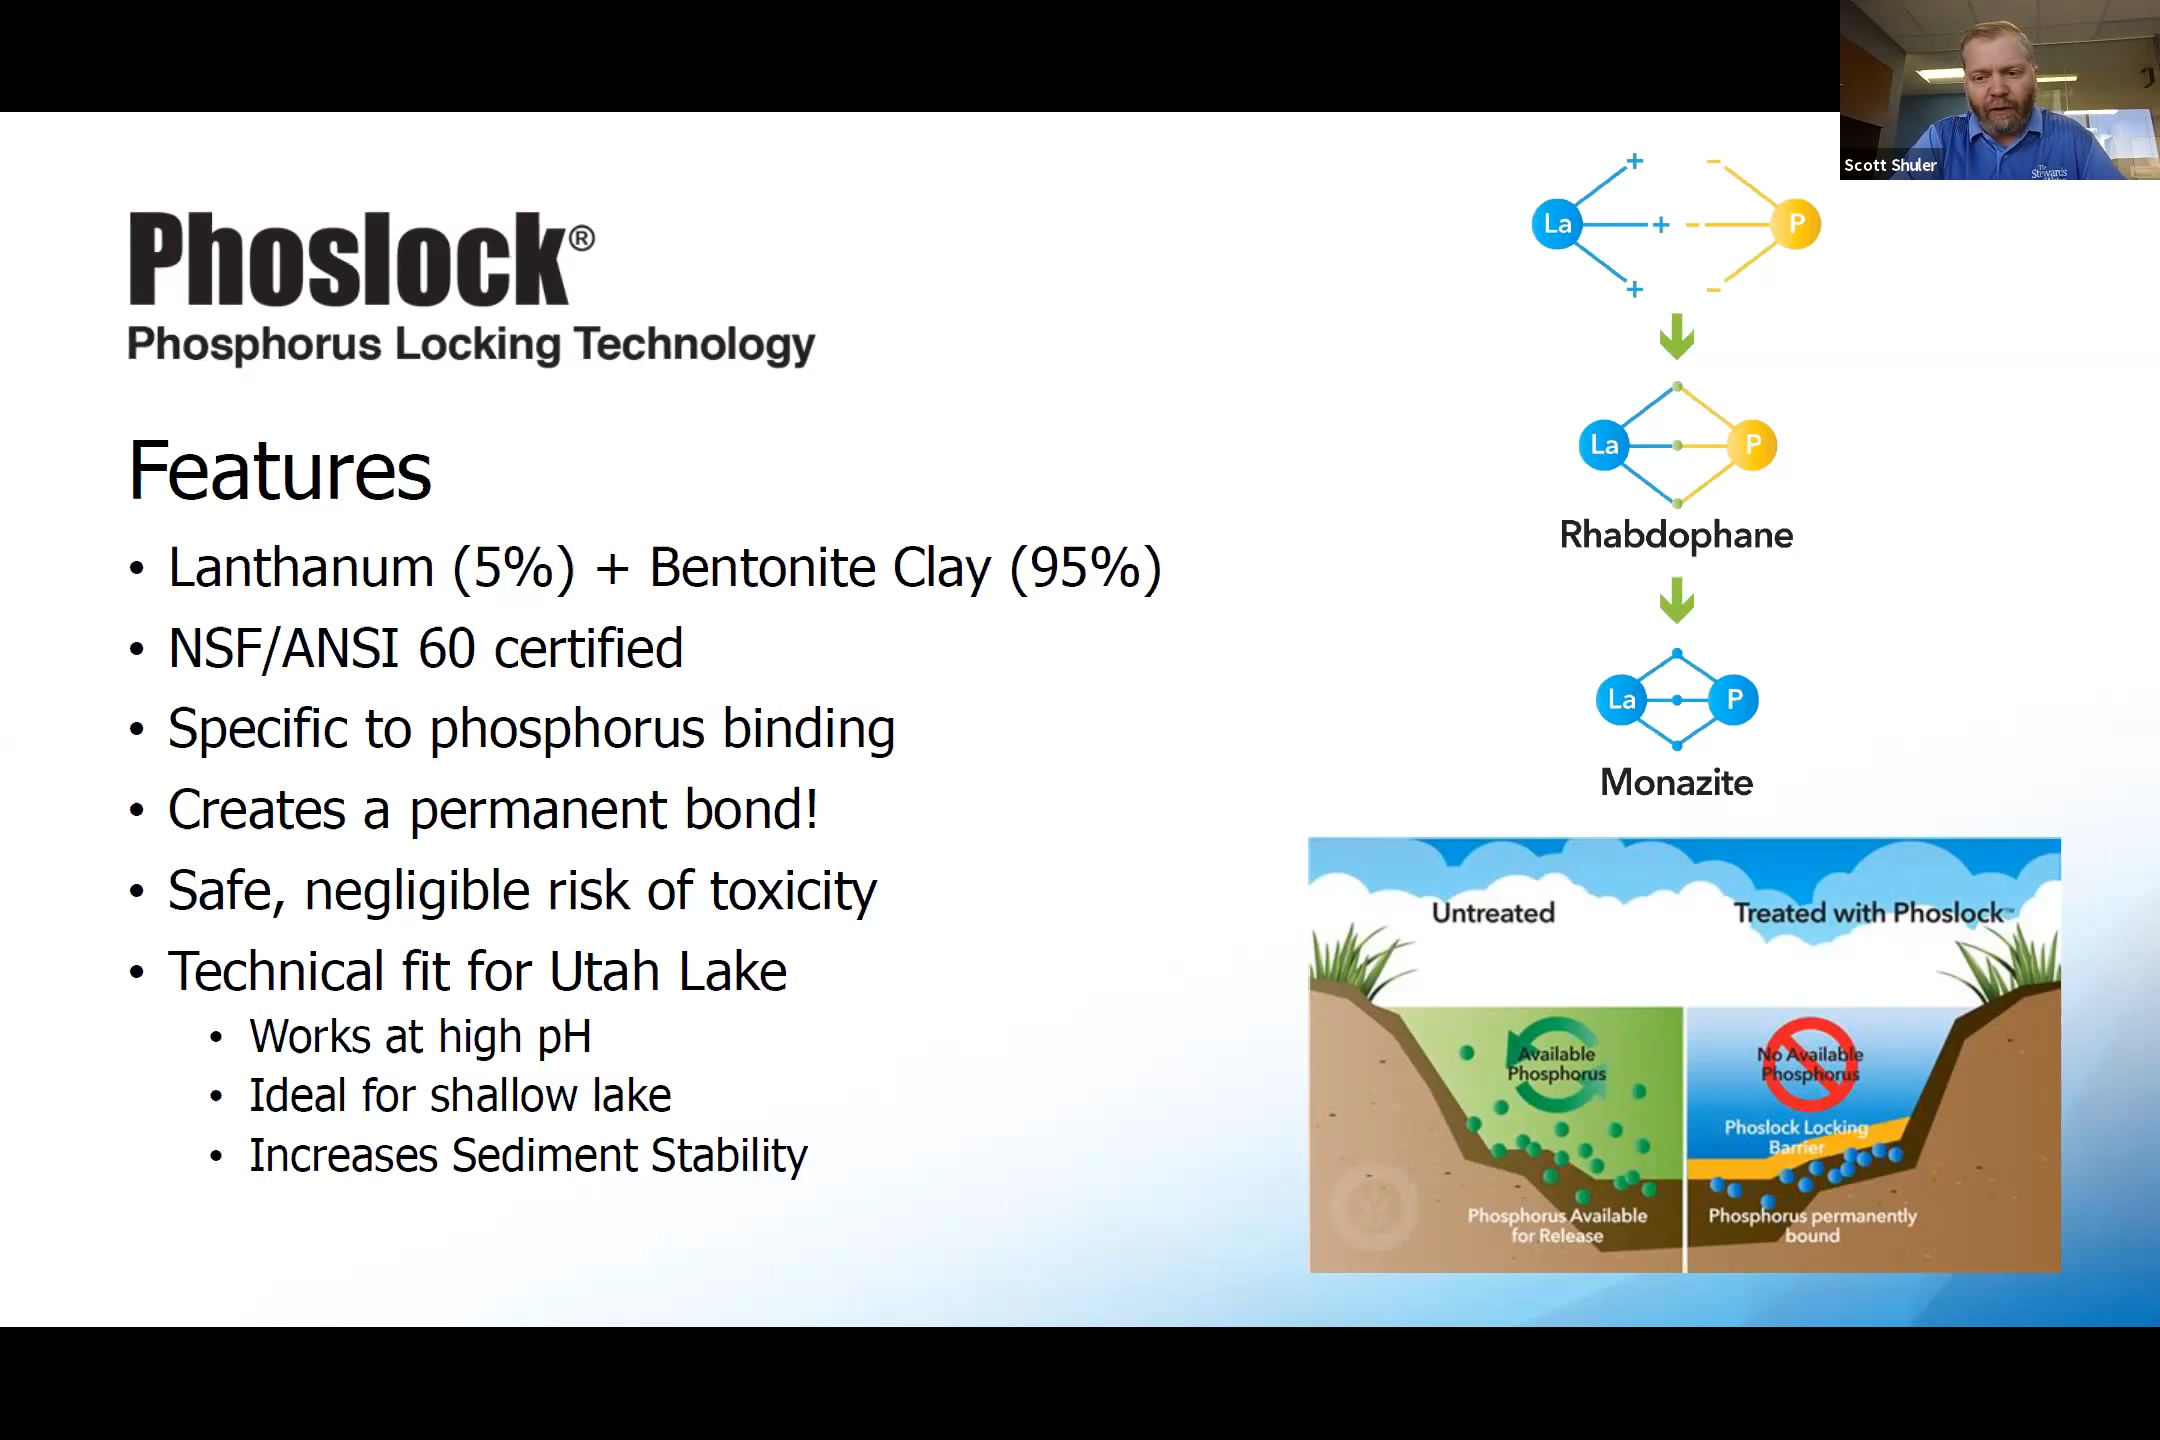 Scott Shuler
The
Stewards
Phoslock®
Phosphorus Locking Technology
Features
• Lanthanum (5%) + Bentonite Clay (95%)
• NSF/ANSI 60 certified
• Specific to phosphorus binding
• Creates a permanent bond!
• Safe, negligible risk of toxicity
• Technical fit for Utah Lake
• Works at high pH
• Ideal for shallow lake
• Increases Sediment Stability
La + + + − − − P
La P
Rhabdophane
La P
Monazite
Untreated
Available
Phosphorus
Phosphorus Available
for Release
Treated with Phoslock™
No Available
Phosphorus
Phoslock Locking
Barrier
Phosphorus permanently
bound